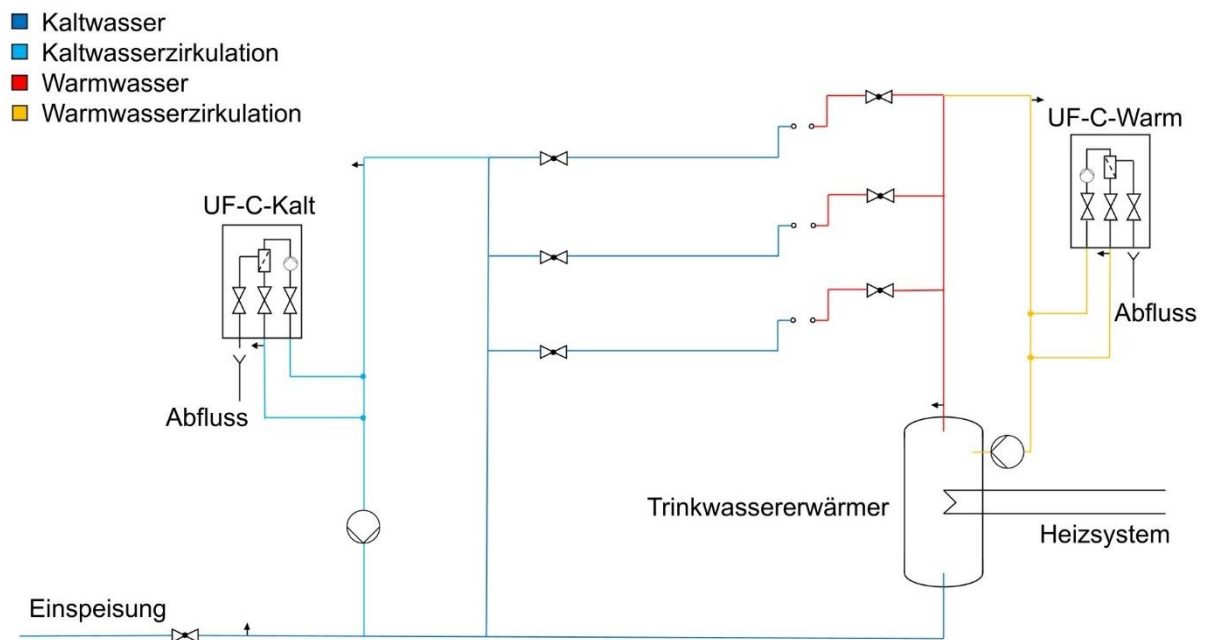 Kaltwasser
Kaltwasserzirkulation
Warmwasser
Warmwasserzirkulation
UF-C-Warm
UF-C-Kalt
Abfluss
Abfluss
Trinkwassererwärmer
Heizsystem
Einspeisung